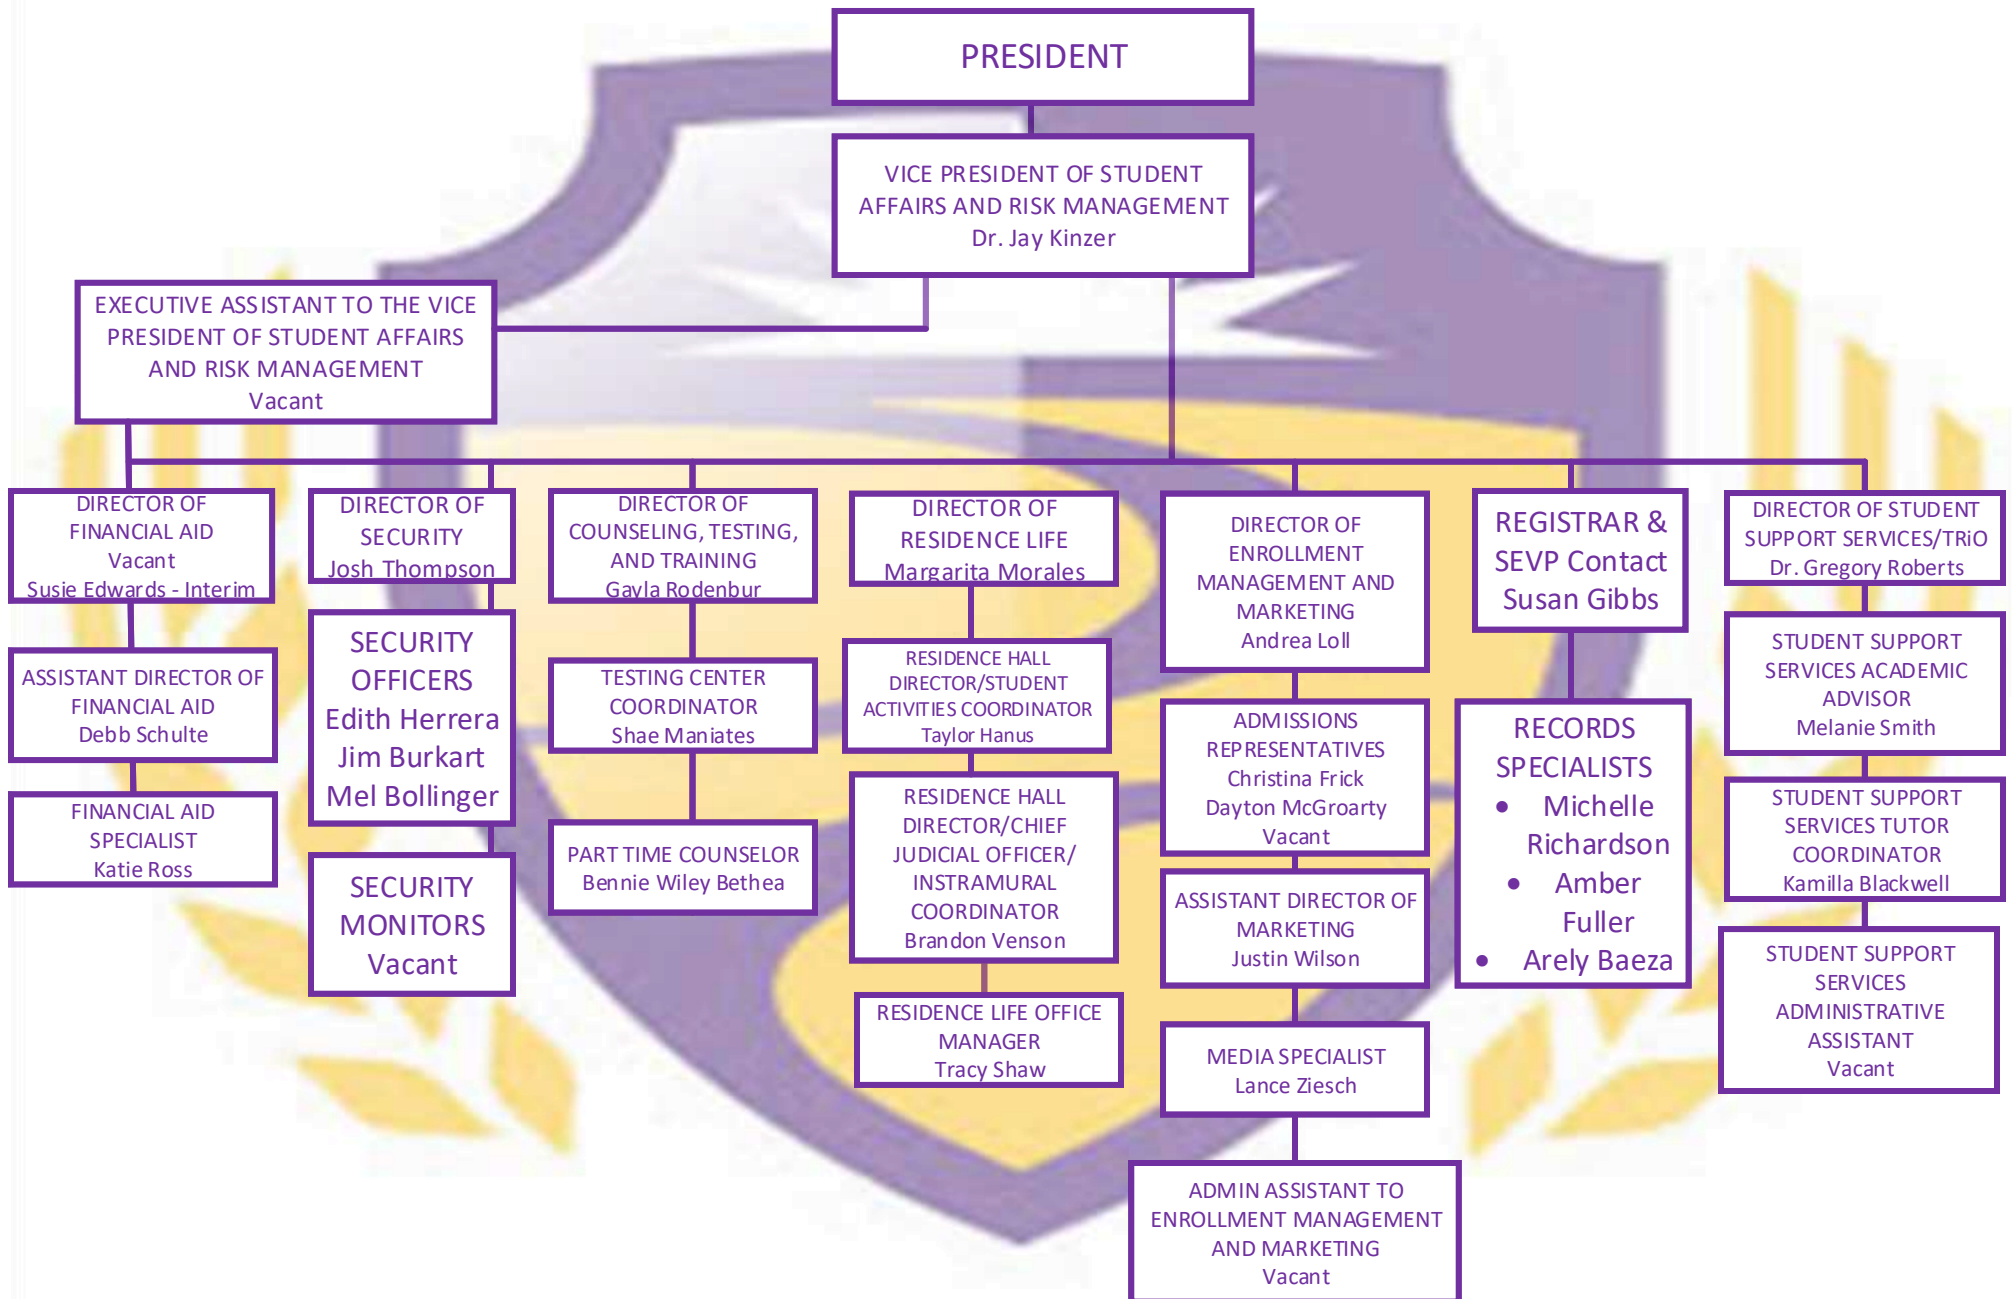 PRESIDENT
VICE PRESIDENT OF STUDENT
AFFAIRS AND RISK MANAGEMENT
Dr. Jay Kinzer
EXECUTIVE ASSISTANT TO THE VICE
PRESIDENT OF STUDENT AFFAIRS
AND RISK MANAGEMENT
Vacant
DIRECTOR OF
FINANCIAL AID
Vacant
Susie Edwards - Interim
ASSISTANT DIRECTOR OF
FINANCIAL AID
Debb Schulte
FINANCIAL AID
SPECIALIST
Katie Ross
DIRECTOR OF
SECURITY
Josh Thompson
SECURITY
OFFICERS
Edith Herrera
Jim Burkart
Mel Bollinger
SECURITY
MONITORS
Vacant
DIRECTOR OF
COUNSELING, TESTING,
AND TRAINING
Gayla Rodenbur
TESTING CENTER
COORDINATOR
Shae Maniates
PART TIME COUNSELOR
Bennie Wiley Bethea
DIRECTOR OF
RESIDENCE LIFE
Margarita Morales
RESIDENCE HALL
DIRECTOR/STUDENT
ACTIVITIES COORDINATOR
Taylor Hanus
RESIDENCE HALL
DIRECTOR/CHIEF
JUDICIAL OFFICER/
INSTRAMURAL
COORDINATOR
Brandon Venson
RESIDENCE LIFE OFFICE
MANAGER
Tracy Shaw
DIRECTOR OF
ENROLLMENT
MANAGEMENT AND
MARKETING
Andrea Loll
ADMISSIONS
REPRESENTATIVES
Christina Frick
Dayton McGroarty
Vacant
ASSISTANT DIRECTOR OF
MARKETING
Justin Wilson
MEDIA SPECIALIST
Lance Ziesch
ADMIN ASSISTANT TO
ENROLLMENT MANAGEMENT
AND MARKETING
Vacant
REGISTRAR &
SEVP Contact
Susan Gibbs
RECORDS
SPECIALISTS
• Michelle
Richardson
• Amber
Fuller
• Arely Baeza
DIRECTOR OF STUDENT
SUPPORT SERVICES/TRiO
Dr. Gregory Roberts
STUDENT SUPPORT
SERVICES ACADEMIC
ADVISOR
Melanie Smith
STUDENT SUPPORT
SERVICES TUTOR
COORDINATOR
Kamilla Blackwell
STUDENT SUPPORT
SERVICES
ADMINISTRATIVE
ASSISTANT
Vacant